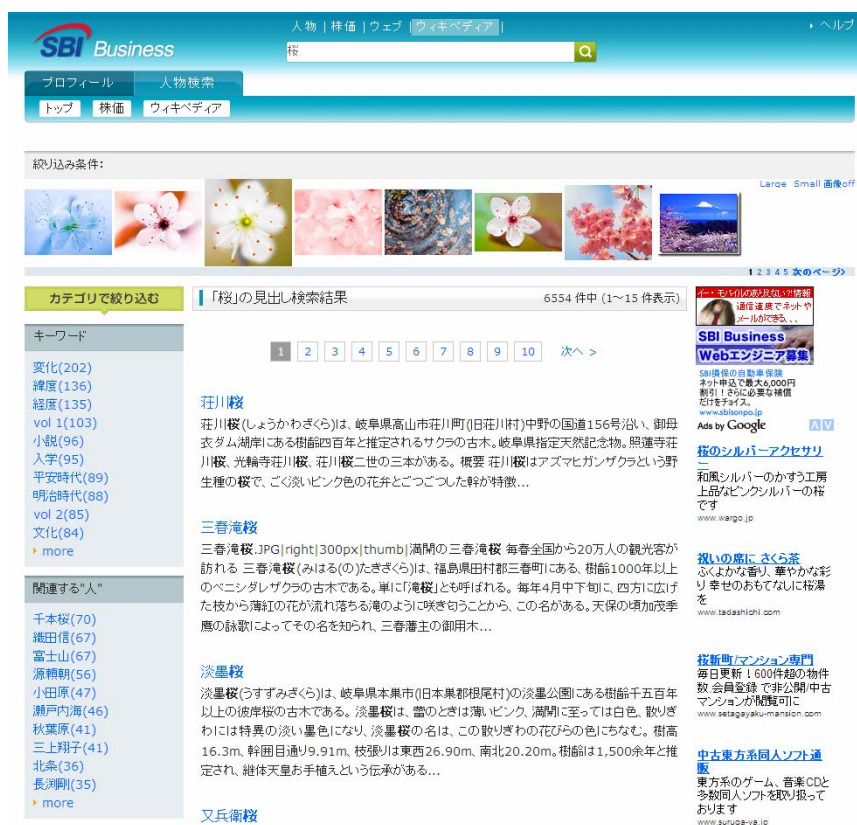 人物 | 株価 | ウェブ | ウィキペディア |
ヘルプ
SBI Business
桜
プロフィール 人物検索
トップ 株価 ウィキペディア
絞り込み条件:
Large Small 画像off
1 2 3 4 5 次のページ>
カテゴリで絞り込む
キーワード
変化(202)
緯度(136)
経度(135)
vol 1(103)
小説(96)
入学(95)
平安時代(89)
明治時代(88)
vol 2(85)
文化(84)
more
関連する"人"
千本桜(70)
織田信(67)
富士山(67)
源頼朝(56)
小田原(47)
瀬戸内海(46)
秋葉原(41)
三上翔子(41)
北条(36)
長渕剛(35)
more
「桜」の見出し検索結果 6554 件中 (1〜15 件表示)
1 2 3 4 5 6 7 8 9 10 次へ >
荘川桜
荘川桜(しょうかわざくら)は、岐阜県高山市荘川町(旧荘川村)中野の国道156号沿い、御母
衣ダム湖岸にある樹齢四百年と推定されるサクラの古木。岐阜県指定天然記念物。照蓮寺荘
川桜、光輪寺荘川桜、荘川桜二世の三本がある。 概要 荘川桜はアズマヒガンザクラという野
生種の桜で、ごく淡いピンク色の花弁とごつごつした幹が特徴...
三春滝桜
三春滝桜.JPG|right|300px|thumb|満開の三春滝桜 毎春全国から20万人の観光客が
訪れる 三春滝桜(みはる(の)たきざくら)は、福島県田村郡三春町にある、樹齢1000年以上
のベニシダレザクラの古木である。単に「滝桜」とも呼ばれる。 毎年4月中下旬に、四方に広げ
た枝から薄紅の花が流れ落ちる滝のように咲き匂うことから、この名がある。天保の頃加茂季
鷹の詠歌によってその名を知られ、三春藩主の御用木...
淡墨桜
淡墨桜(うすずみざくら)は、岐阜県本巣市(旧本巣郡根尾村)の淡墨公園にある樹齢千五百年
以上の彼岸桜の古木である。 淡墨桜は、蕾のときは薄いピンク、満開に至っては白色、散りぎ
わには特異の淡い墨色になり、淡墨桜の名は、この散りぎわの花びらの色にちなむ。 樹高
16.3m、幹囲目通り9.91m、枝張りは東西26.90m、南北20.20m。樹齢は1,500余年と推
定され、継体天皇お手植えという伝承がある...
又兵衛桜
イー・モバイルのあり得ない?!情報
通信速度でネットや
メールができる、..
SBI Business
Webエンジニア募集
SBI損保の自動車保険
ネット申込で最大6,000円
割引!さらに必要な補償
だけをチョイス。
www.sbisonpo.jp
Ads by Google
桜のシルバーアクセサリ
ー
和風シルバーのかすう工房
上品なピンクシルバーの桜
です
www.wargo.jp
祝いの席に さくら茶
ふくよかな香り、華やかな彩
り 幸せのおもてなしに桜湯
を
www.tadashichi.com
桜新町/マンション専門
毎日更新!600件超の物件
数.会員登録 で非公開/中古
マンションが閲覧可に
www.setagayaku-mansion.com
中古東方系同人ソフト通
販
東方系のゲーム、音楽CDと
多数同人ソフトを取り扱って
おります
www.suruga-ya.jp